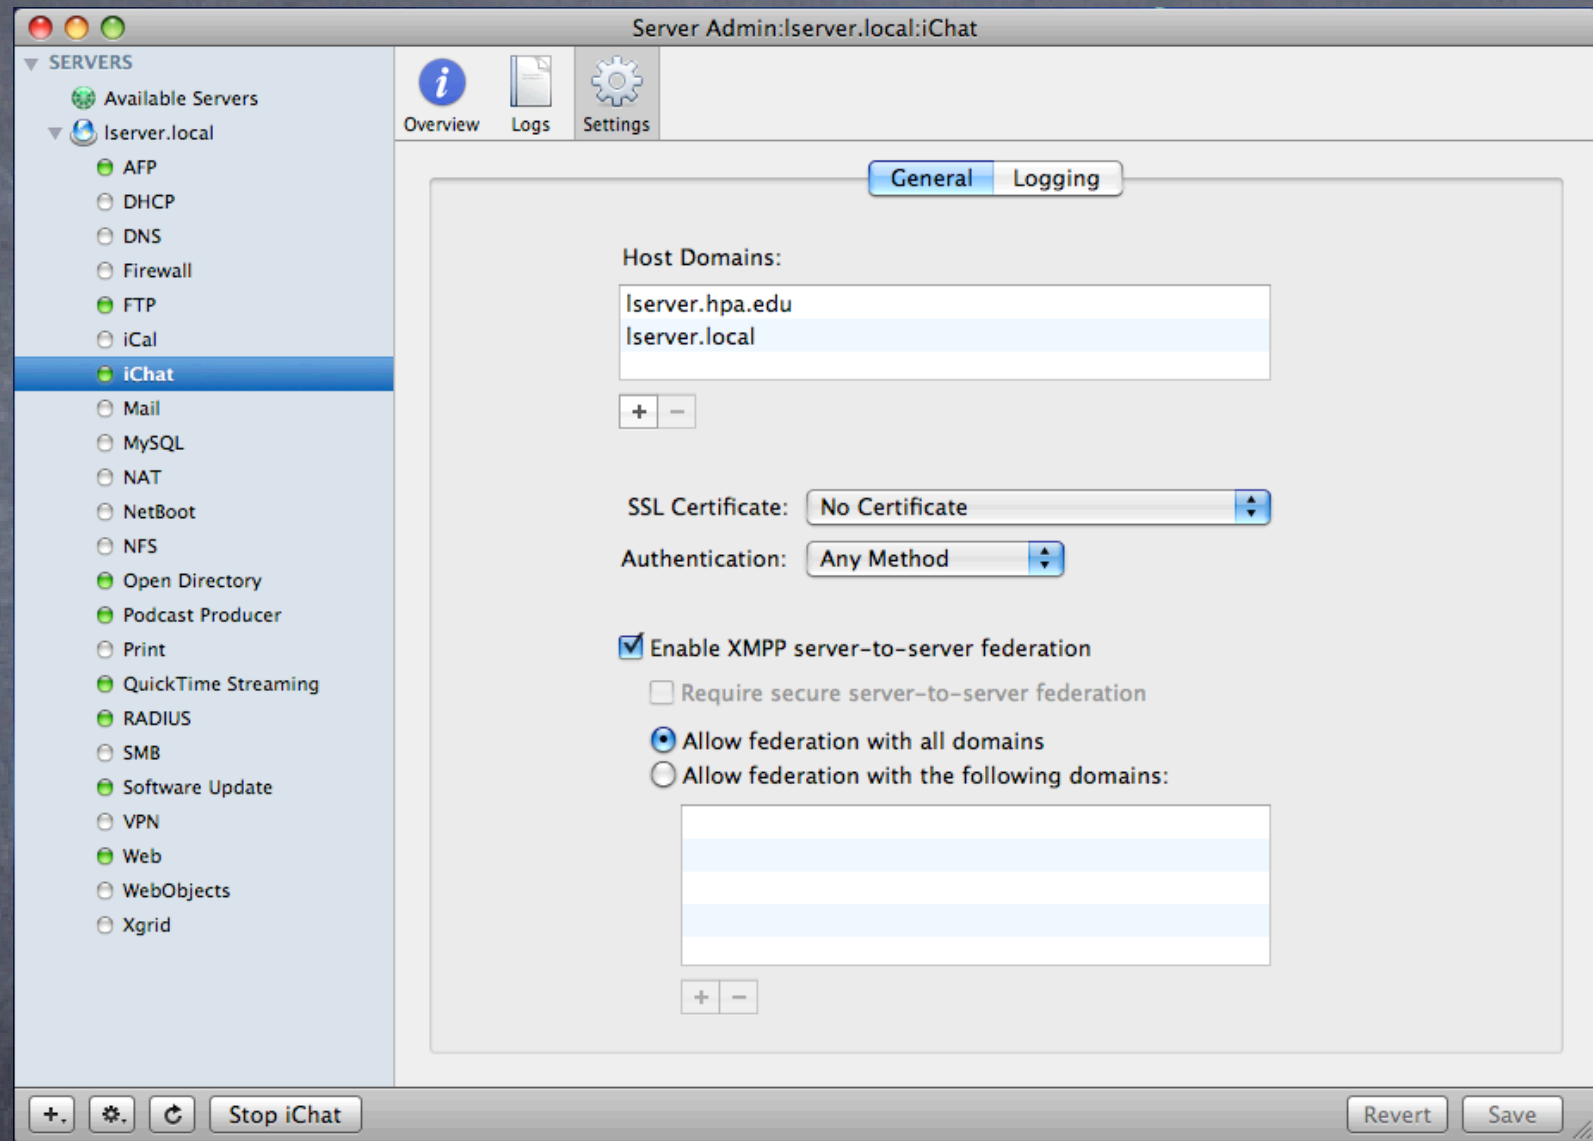 Server Admin:lserver.local:iChat
SERVERS
Available Servers
lserver.local
AFP
DHCP
DNS
Firewall
FTP
iCal
iChat
Mail
MySQL
NAT
NetBoot
NFS
Open Directory
Podcast Producer
Print
QuickTime Streaming
RADIUS
SMB
Software Update
VPN
Web
WebObjects
Xgrid
Overview
Logs
Settings
General
Logging
Host Domains:
lserver.hpa.edu
lserver.local
SSL Certificate: No Certificate
Authentication: Any Method
Enable XMPP server-to-server federation
Require secure server-to-server federation
Allow federation with all domains
Allow federation with the following domains:
Stop iChat
Revert
Save